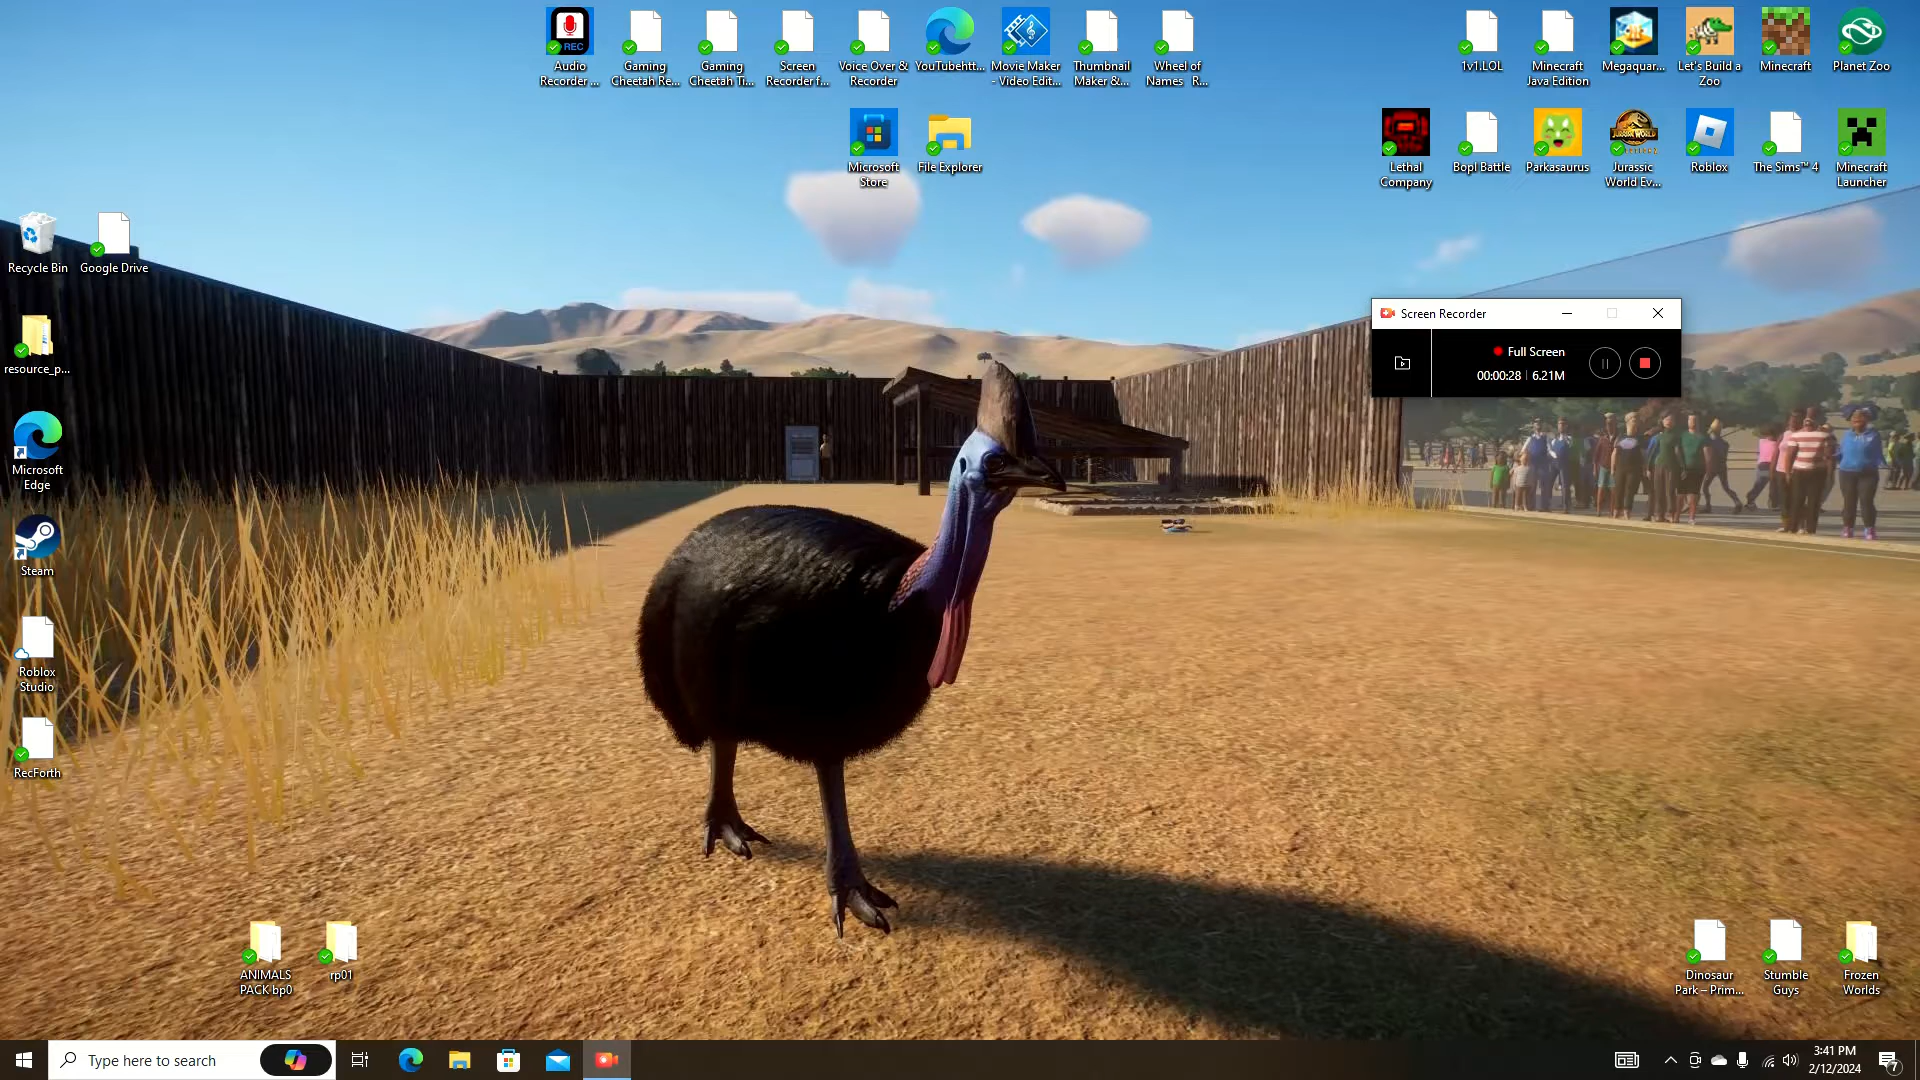 REC
Audio
Recorder ...
Gaming
Cheetah Re...
Gaming
Cheetah Ti...
Screen
Recorder f...
Voice Over &
Recorder
YouTubehtt...
Movie Maker
- Video Edit...
Thumbnail
Maker &...
Wheel of
Names R...
1v1.LOL
Minecraft
Java Edition
Megaquar...
Let's Build a
Zoo
Minecraft
Planet Zoo
Microsoft
Store
File Explorer
Lethal
Company
Bopl Battle
Parkasaurus
Jurassic
World Ev...
Roblox
The Sims™ 4
Minecraft
Launcher
Recycle Bin
Google Drive
Screen Recorder
Full Screen
00:00:28
6.21M
resource_p...
Microsoft
Edge
Steam
Roblox
Studio
RecForth
ANIMALS
PACK bp0
rp01
Dinosaur
Park – Prim...
Stumble
Guys
Frozen
Worlds
Type here to search
3:41 PM
2/12/2024
7